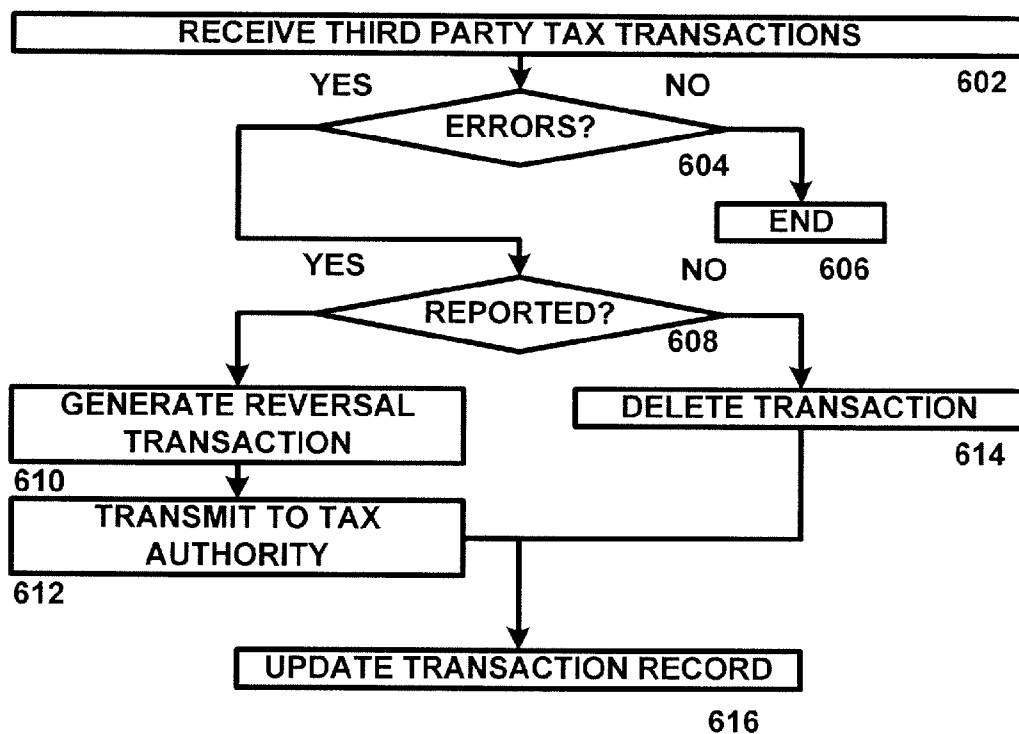 RECEIVE THIRD PARTY TAX TRANSACTIONS
602
YES
NO
ERRORS?
604
END
606
YES
NO
REPORTED?
608
GENERATE REVERSAL
TRANSACTION
610
DELETE TRANSACTION
614
TRANSMIT TO TAX
AUTHORITY
612
UPDATE TRANSACTION RECORD
616